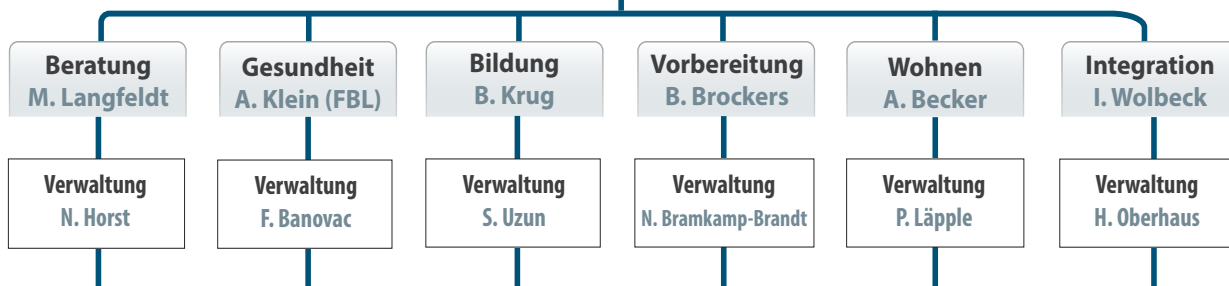 Beratung
M. Langfeldt
Gesundheit
A. Klein (FBL)
Bildung
B. Krug
Vorbereitung
B. Brockers
Wohnen
A. Becker
Integration
I. Wolbeck
Verwaltung
N. Horst
Verwaltung
F. Banovac
Verwaltung
S. Uzun
Verwaltung
N. Bramkamp-Brandt
Verwaltung
P. Läpple
Verwaltung
H. Oberhaus